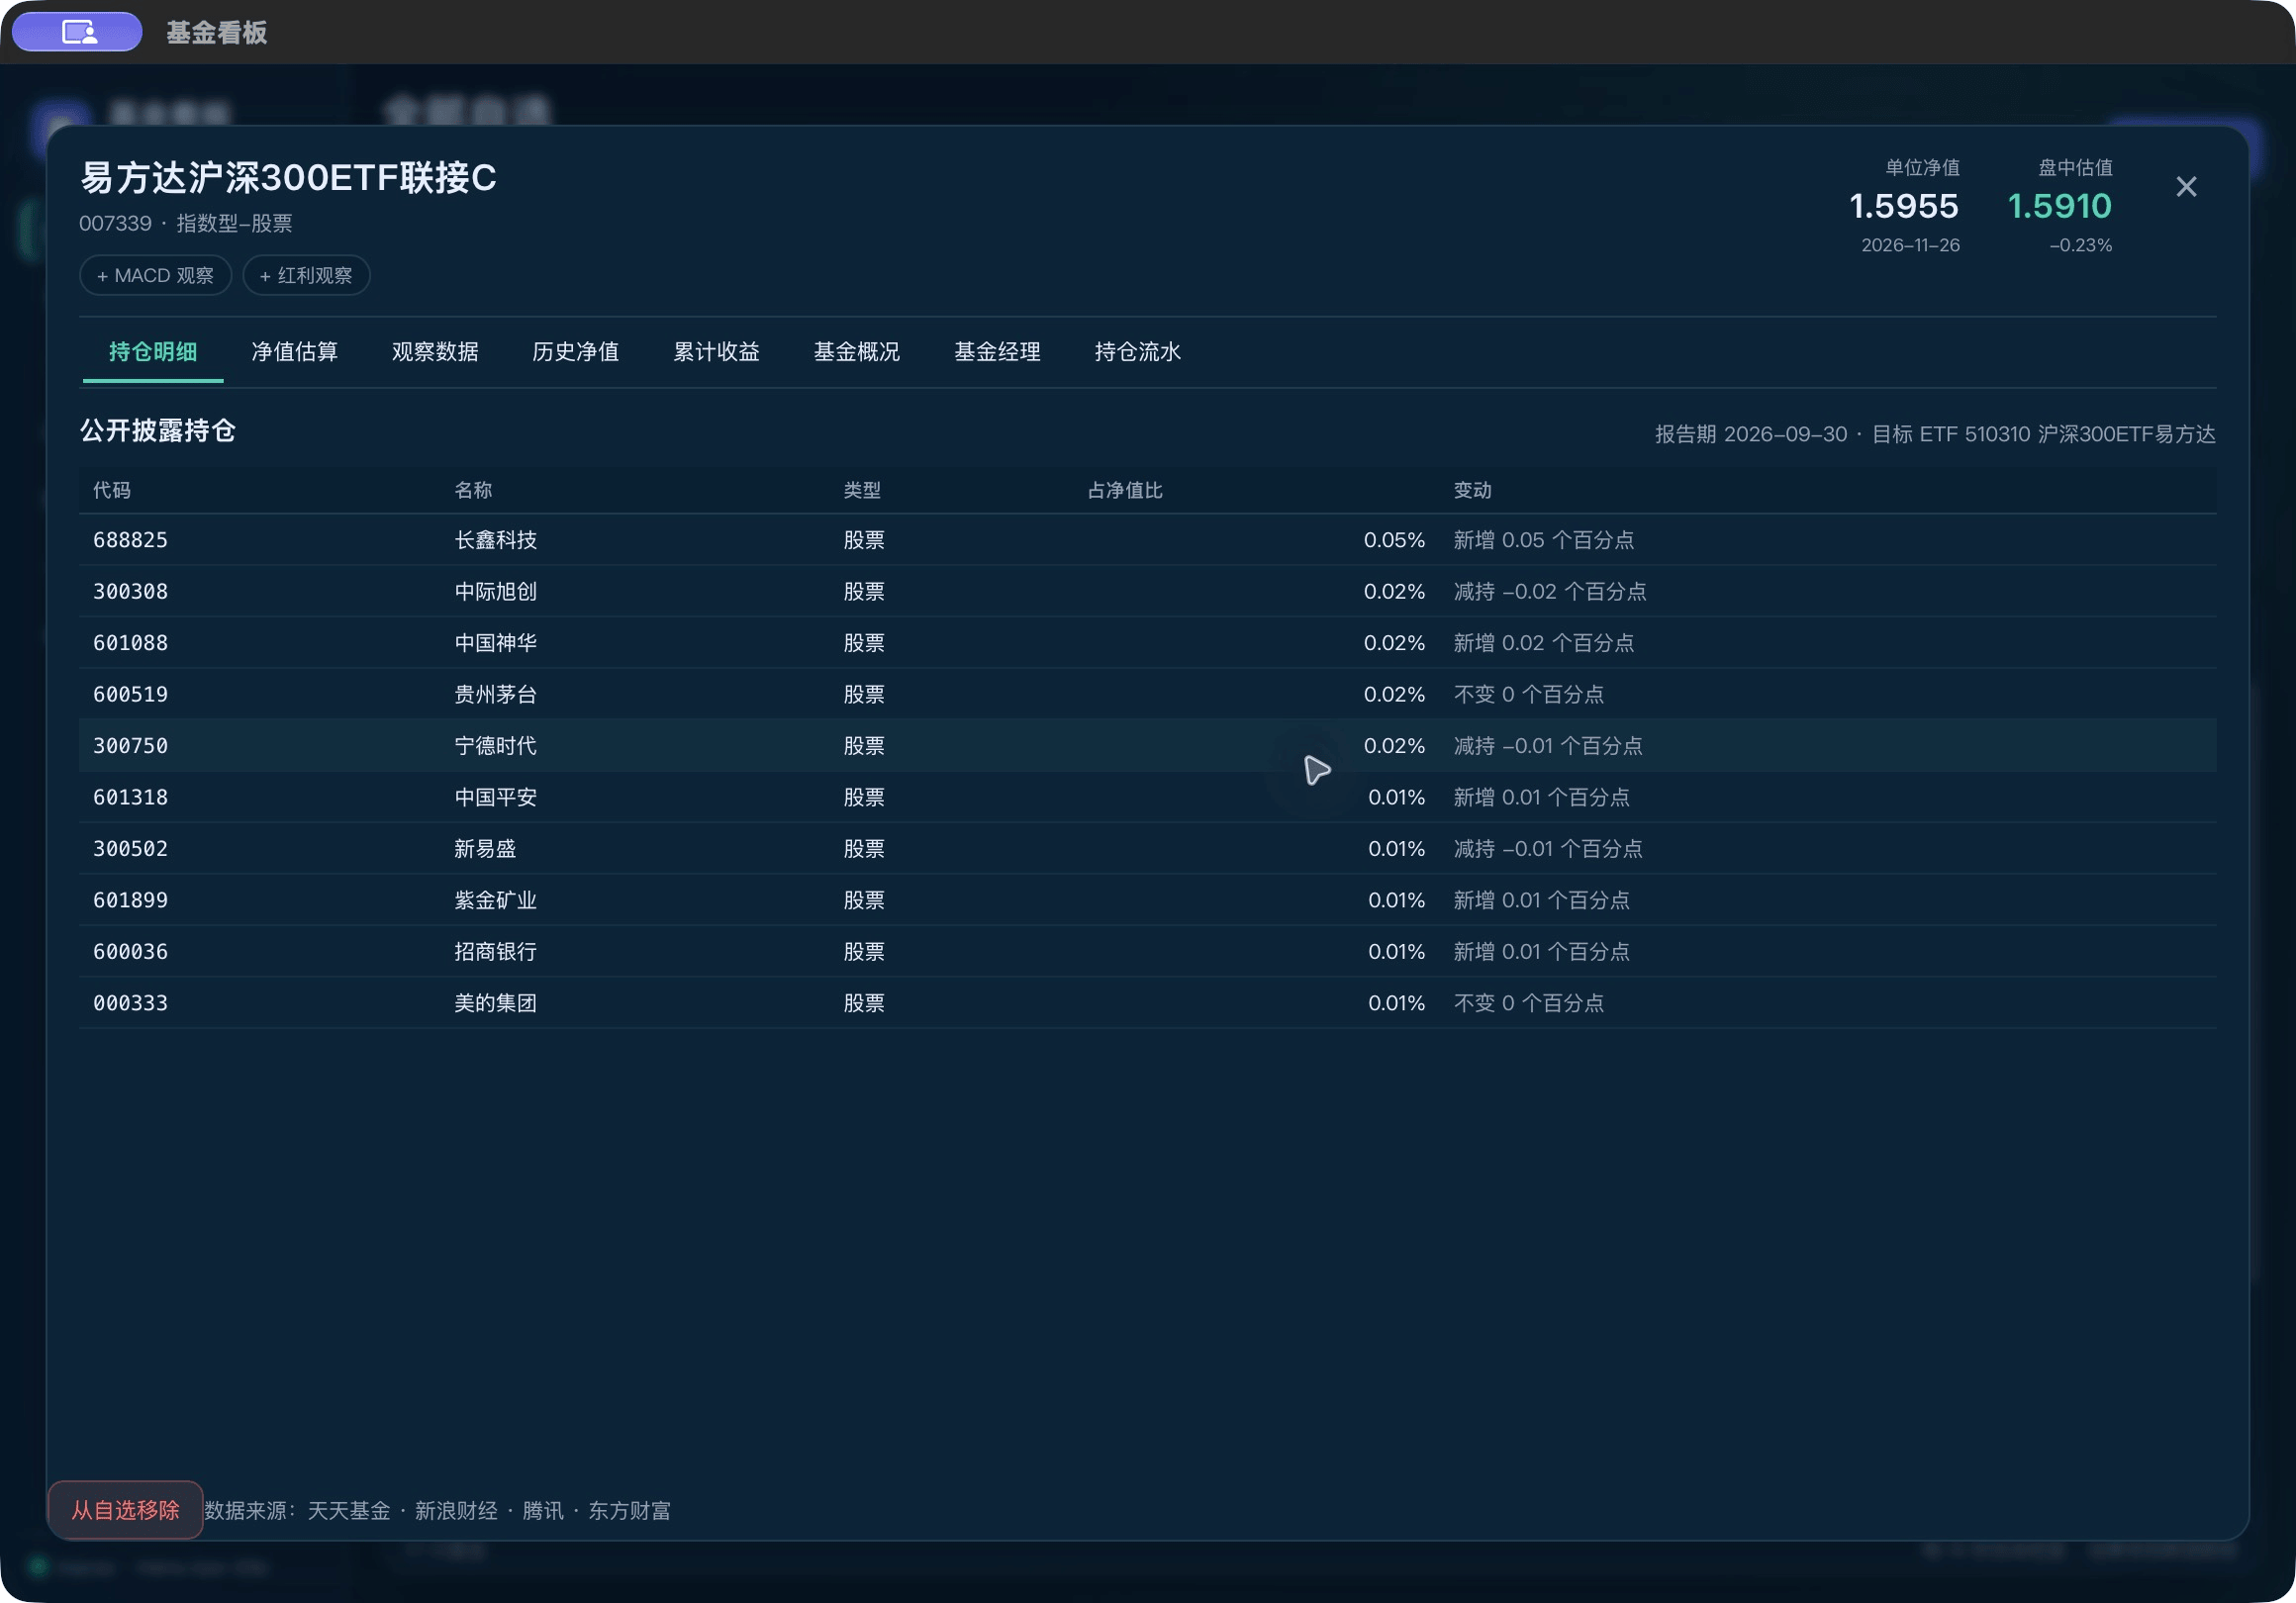 基金看板
易方达沪深300ETF联接C
007339 · 指数型-股票
+ MACD 观察 + 红利观察
单位净值 盘中估值
1.5955 1.5910
2026-11-26 -0.23%
持仓明细 净值估算 观察数据 历史净值 累计收益 基金概况 基金经理 持仓流水
公开披露持仓 报告期 2026-09-30 · 目标 ETF 510310 沪深300ETF易方达
代码 名称 类型 占净值比 变动
688825 长鑫科技 股票 0.05% 新增 0.05 个百分点
300308 中际旭创 股票 0.02% 减持 -0.02 个百分点
601088 中国神华 股票 0.02% 新增 0.02 个百分点
600519 贵州茅台 股票 0.02% 不变 0 个百分点
300750 宁德时代 股票 0.02% 减持 -0.01 个百分点
601318 中国平安 股票 0.01% 新增 0.01 个百分点
300502 新易盛 股票 0.01% 减持 -0.01 个百分点
601899 紫金矿业 股票 0.01% 新增 0.01 个百分点
600036 招商银行 股票 0.01% 新增 0.01 个百分点
000333 美的集团 股票 0.01% 不变 0 个百分点
从自选移除 数据来源：天天基金 · 新浪财经 · 腾讯 · 东方财富